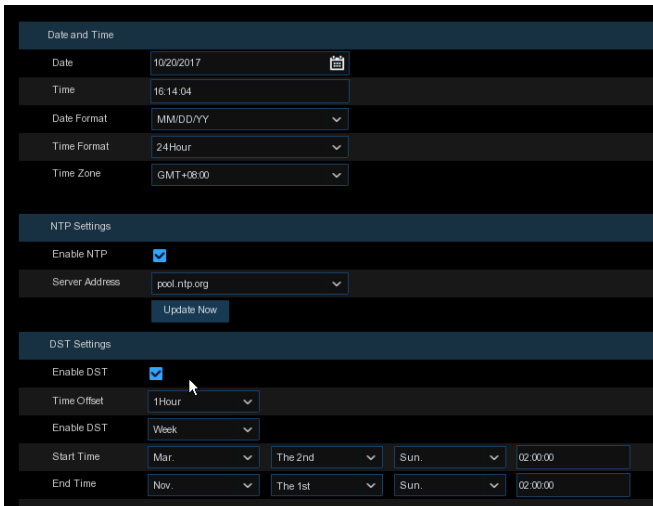 Date and Time
Date 10/20/2017
Time 16:14:04
Date Format MM/DD/YY
Time Format 24Hour
Time Zone GMT+08:00
NTP Settings
Enable NTP
Server Address pool.ntp.org
Update Now
DST Settings
Enable DST
Time Offset 1Hour
Enable DST Week
Start Time Mar. The 2nd Sun. 02:00:00
End Time Nov. The 1st Sun. 02:00:00